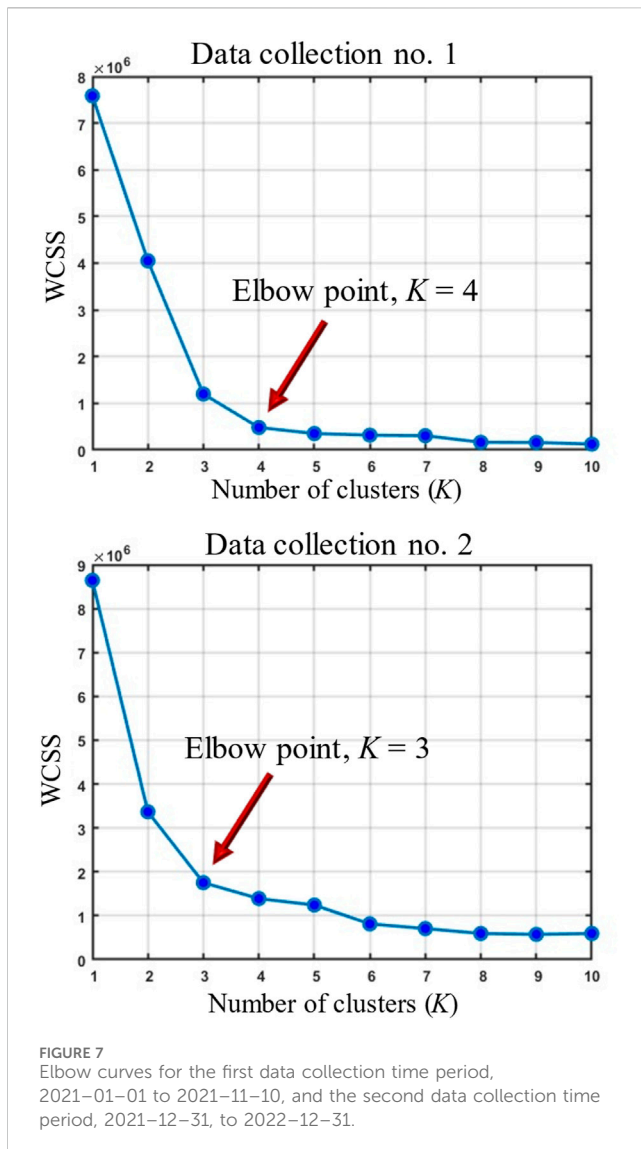 Data collection no. 1
×10⁶
8
7
6
5
4
3
2
1
0
WCSS
Elbow point, K = 4
1 2 3 4 5 6 7 8 9 10
Number of clusters (K)
Data collection no. 2
×10⁶
9
8
7
6
5
4
3
2
1
0
WCSS
Elbow point, K = 3
1 2 3 4 5 6 7 8 9 10
Number of clusters (K)
FIGURE 7
Elbow curves for the first data collection time period,
2021–01–01 to 2021–11–10, and the second data collection time
period, 2021–12–31, to 2022–12–31.